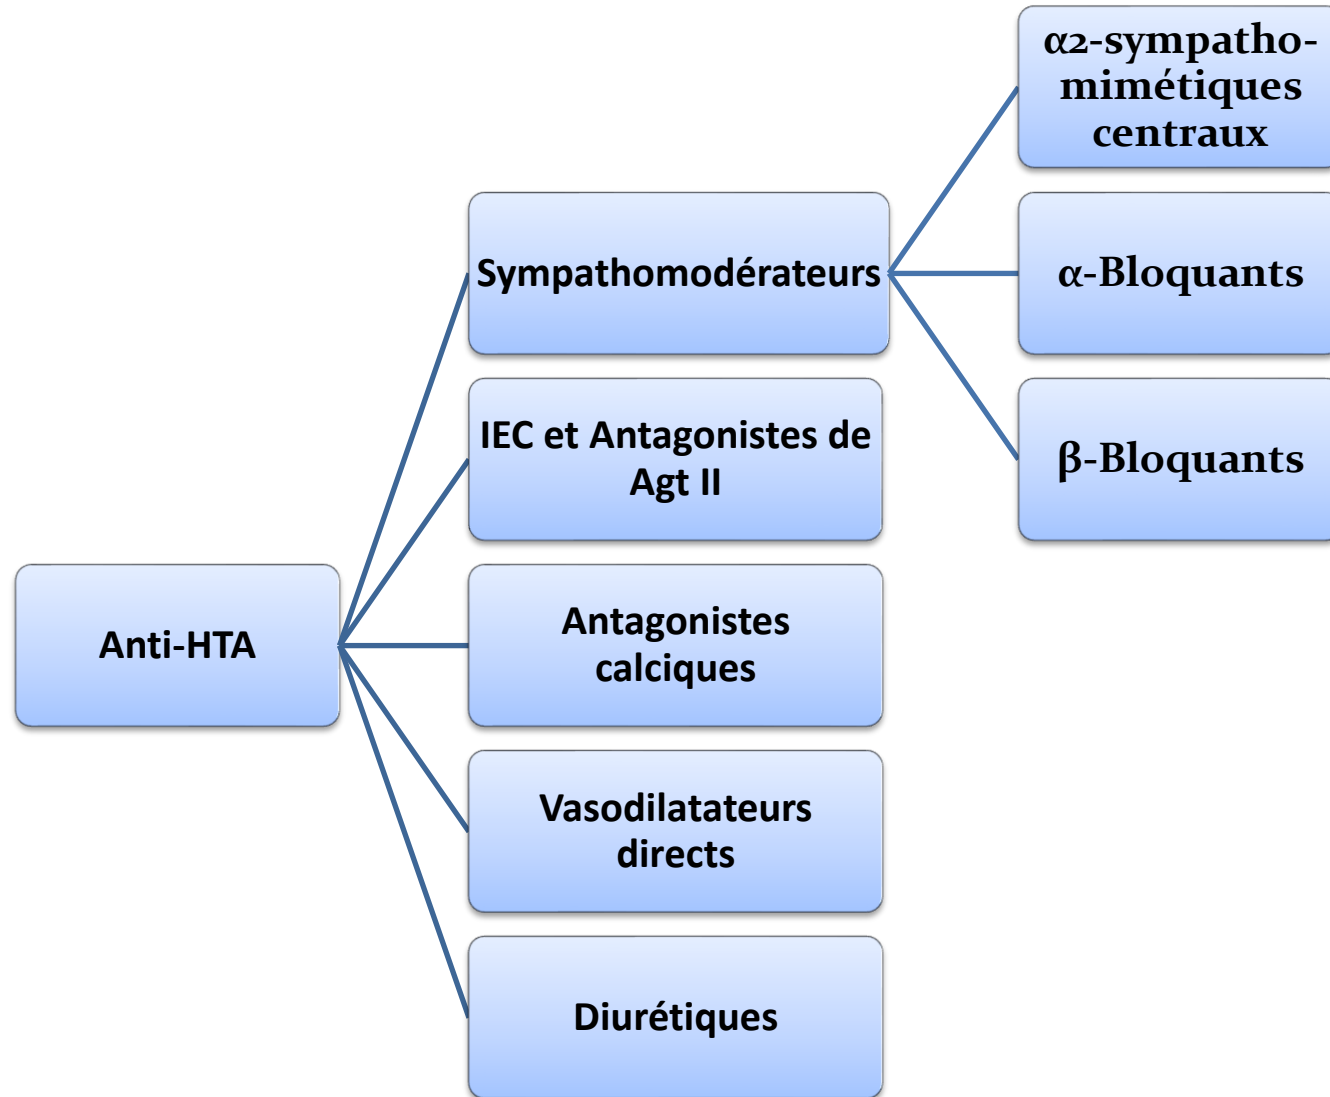 Anti-HTA
Sympathomodérateurs
α2-sympatho-
mimétiques
centraux
α-Bloquants
β-Bloquants
IEC et Antagonistes de
Agt II
Antagonistes
calciques
Vasodilatateurs
directs
Diurétiques